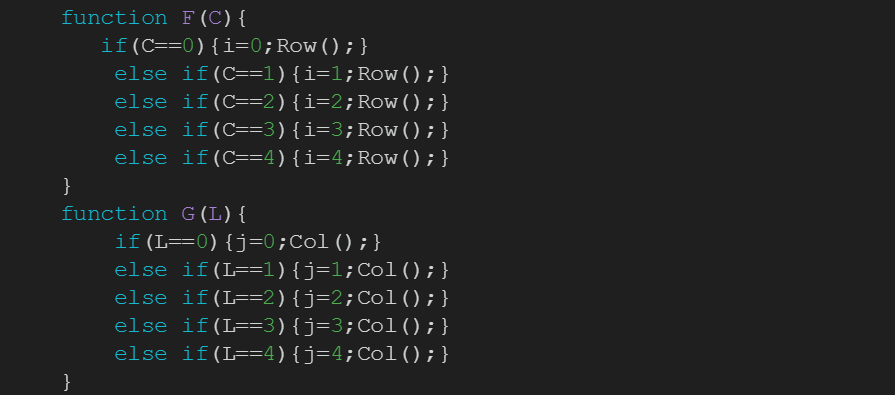 function F(C){
if(C==0){i=0;Row();}
else if(C==1){i=1;Row();}
else if(C==2){i=2;Row();}
else if(C==3){i=3;Row();}
else if(C==4){i=4;Row();}
}
function G(L){
if(L==0){j=0;Col();}
else if(L==1){j=1;Col();}
else if(L==2){j=2;Col();}
else if(L==3){j=3;Col();}
else if(L==4){j=4;Col();}
}